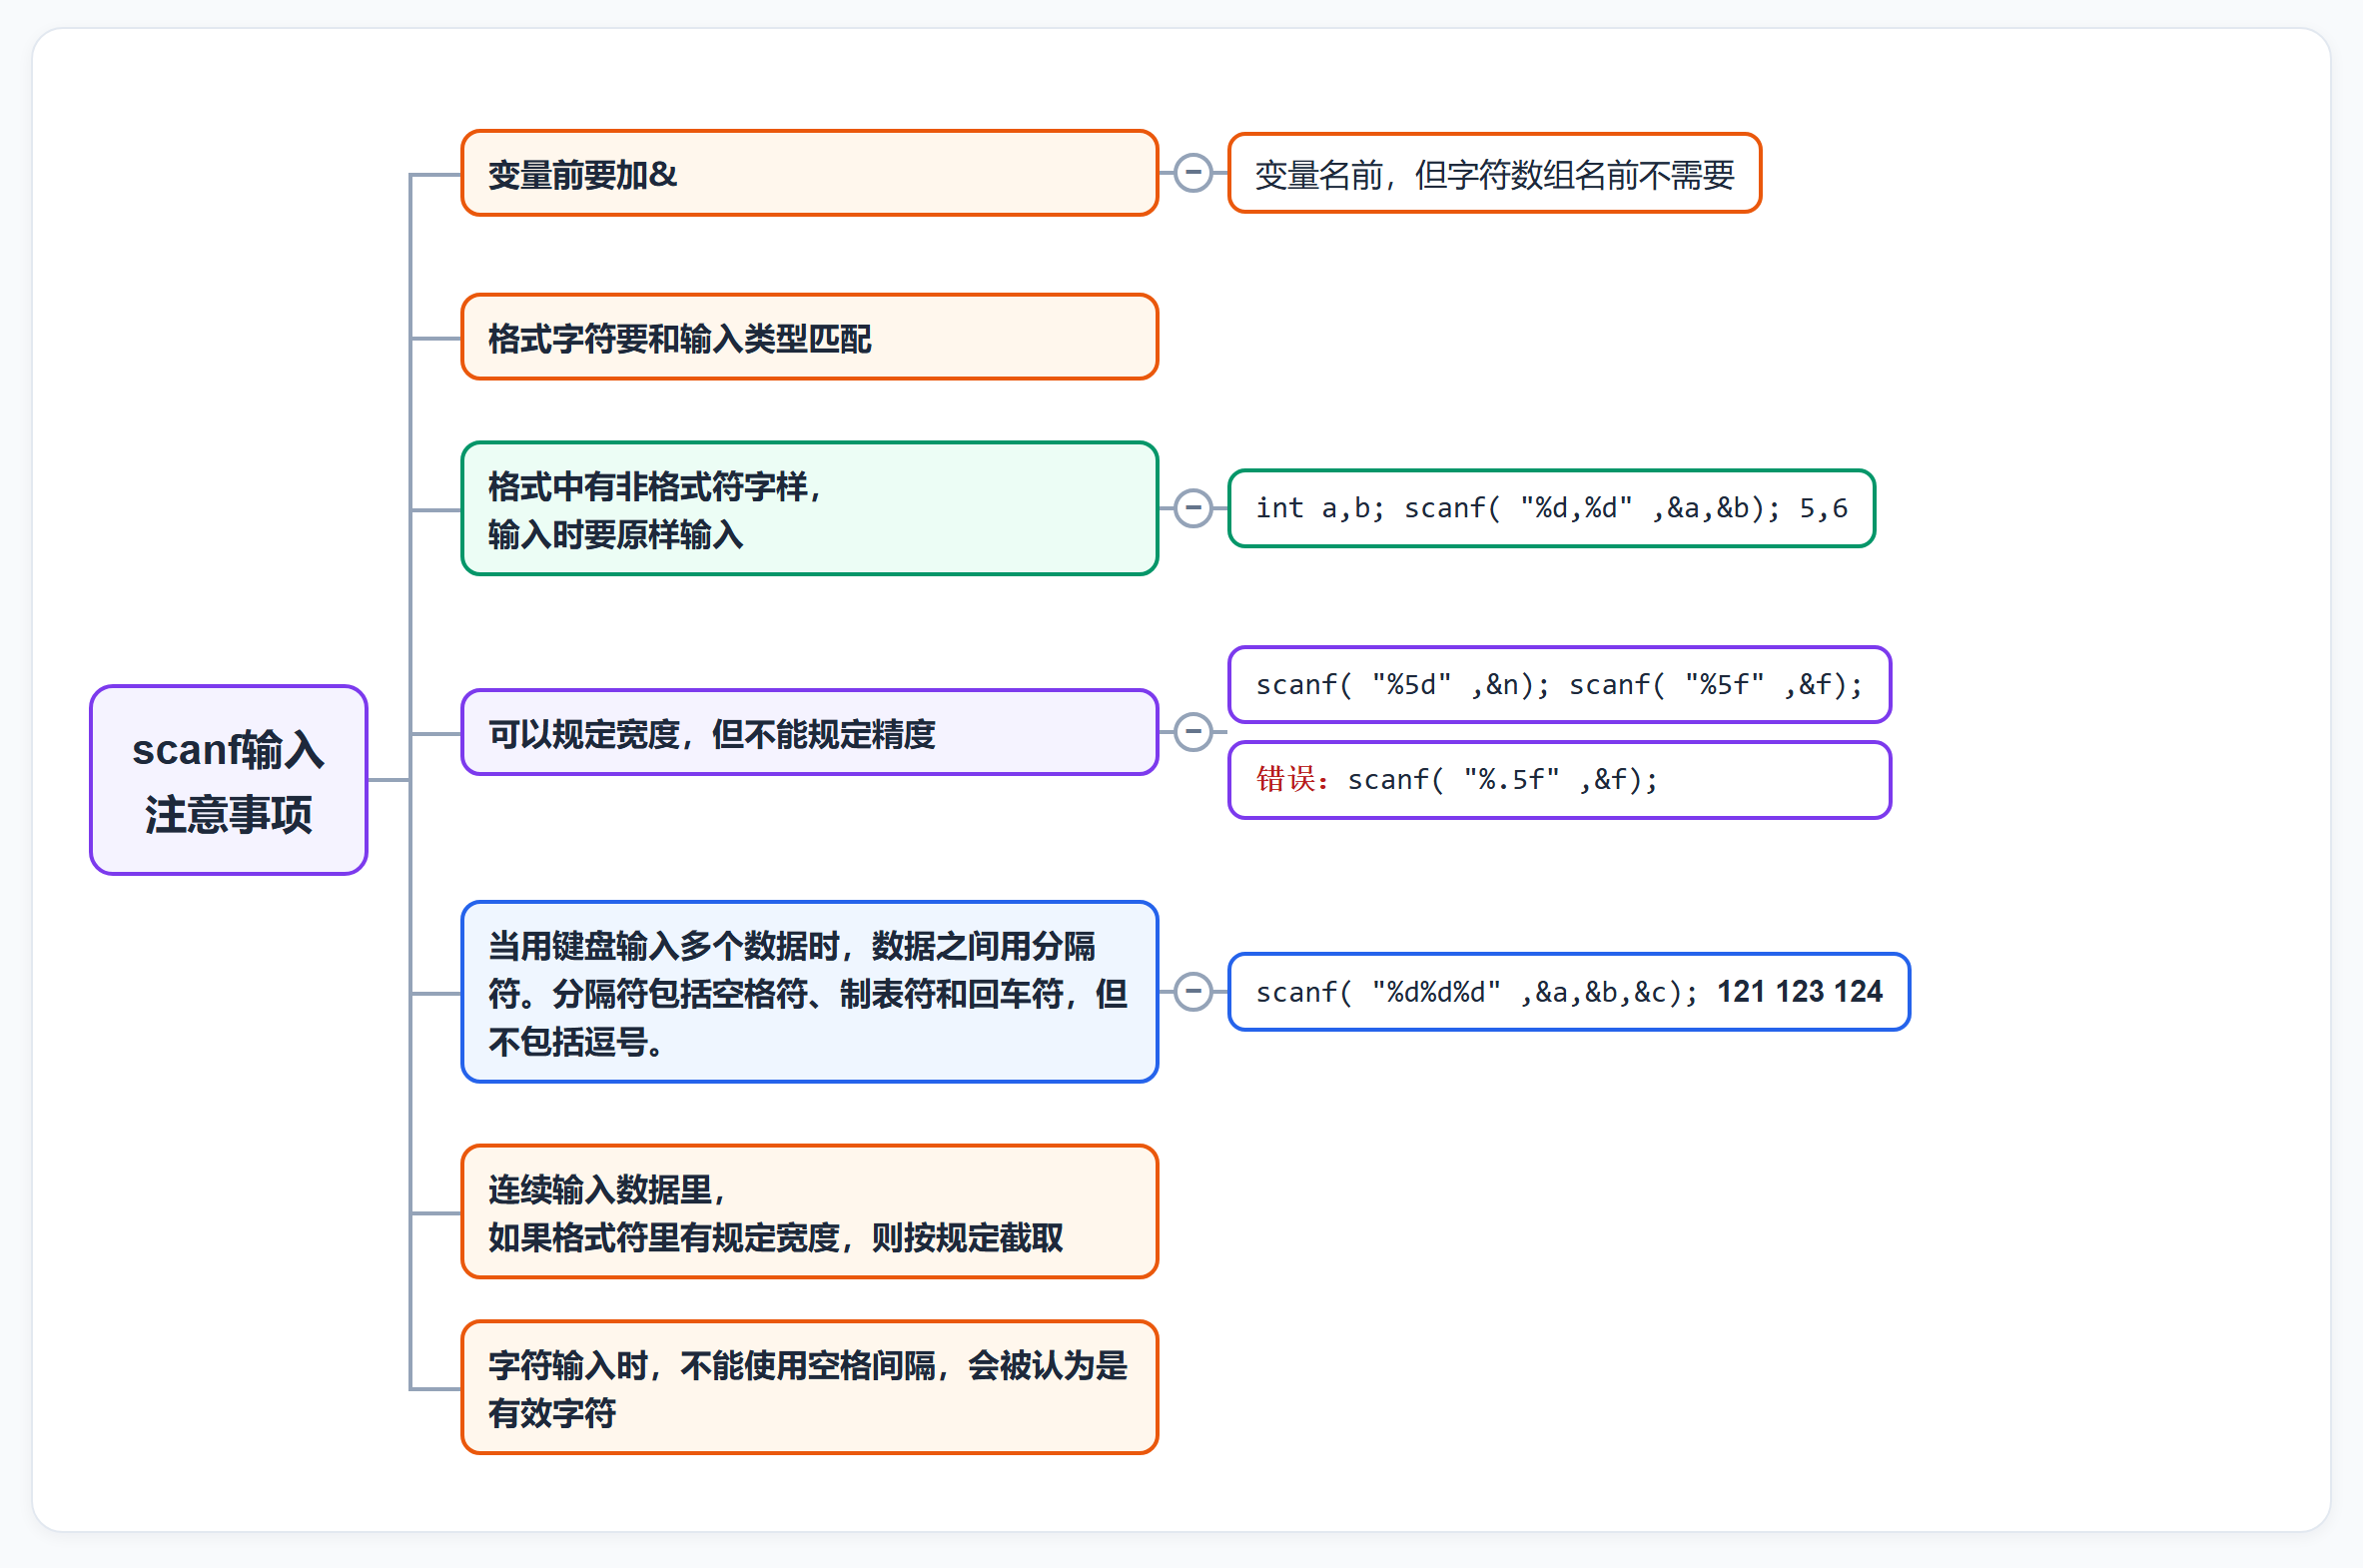 scanf输入
注意事项
变量前要加&
变量名前，但字符数组名前不需要
格式字符要和输入类型匹配
格式中有非格式符字样，
输入时要原样输入
int a,b; scanf( "%d,%d" ,&a,&b); 5,6
可以规定宽度，但不能规定精度
scanf( "%5d" ,&n); scanf( "%5f" ,&f);
错误：scanf( "%.5f" ,&f);
当用键盘输入多个数据时，数据之间用分隔
符。分隔符包括空格符、制表符和回车符，但
不包括逗号。
scanf( "%d%d%d" ,&a,&b,&c); 121 123 124
连续输入数据里，
如果格式符里有规定宽度，则按规定截取
字符输入时，不能使用空格间隔，会被认为是
有效字符